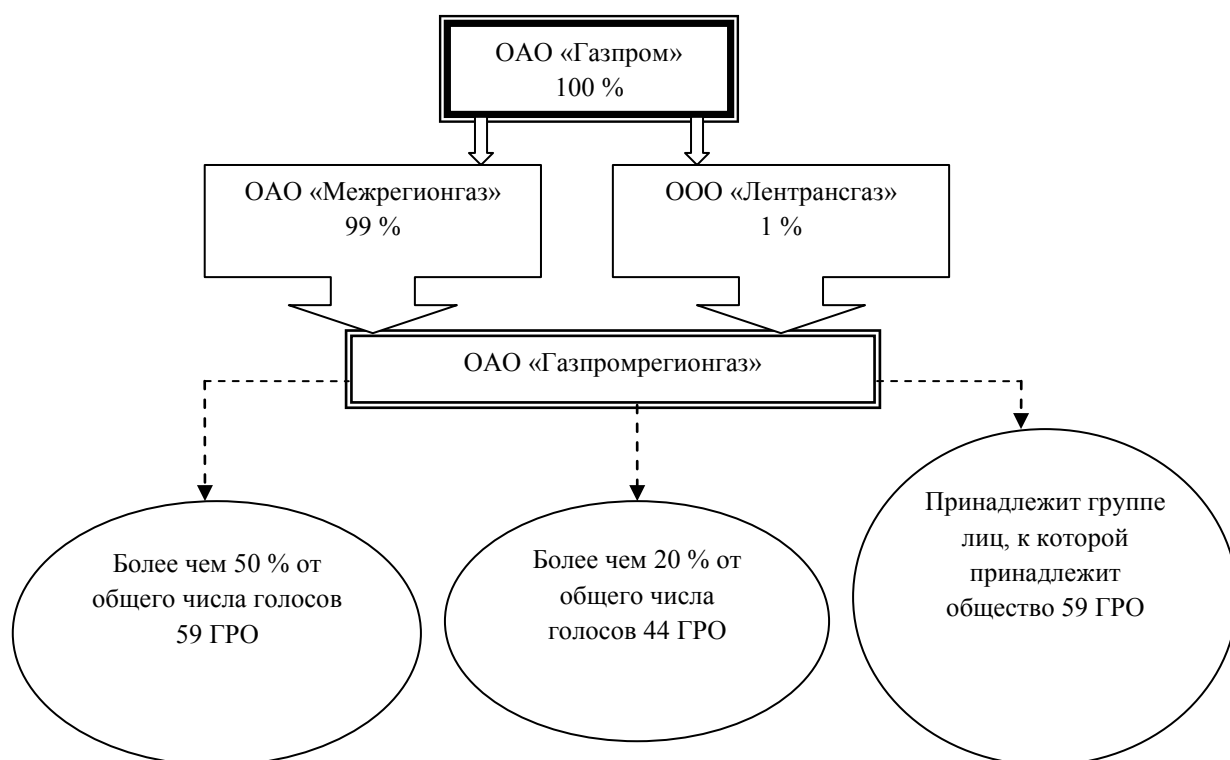 ОАО «Газпром»
100 %
ОАО «Межрегионгаз»
99 %
ООО «Лентрансгаз»
1 %
ОАО «Газпромрегионгаз»
Более чем 50 % от
общего числа голосов
59 ГРО
Более чем 20 % от
общего числа
голосов 44 ГРО
Принадлежит группе
лиц, к которой
принадлежит
общество 59 ГРО